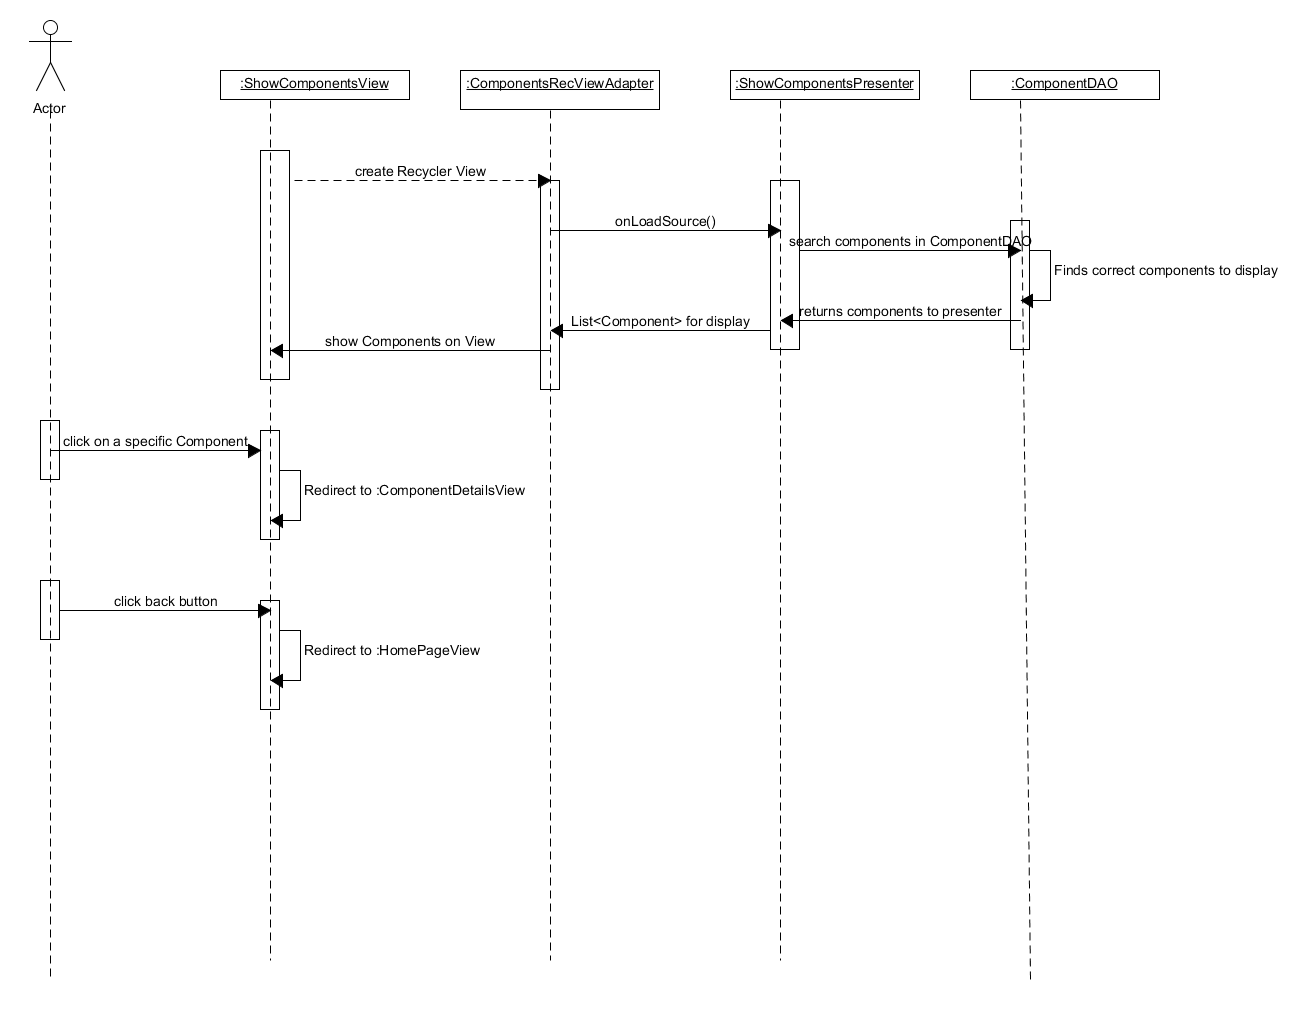 Actor
:ShowComponentsView
:ComponentsRecViewAdapter
:ShowComponentsPresenter
:ComponentDAO
create Recycler View
onLoadSource()
search components in ComponentDAO
Finds correct components to display
returns components to presenter
List<Component> for display
show Components on View
click on a specific Component
Redirect to :ComponentDetailsView
click back button
Redirect to :HomePageView